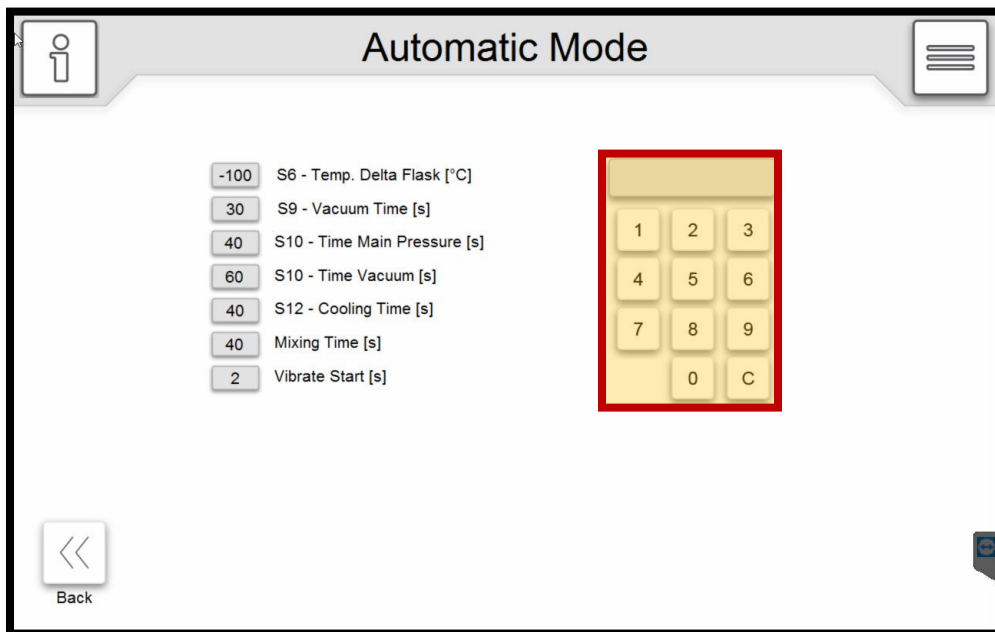 Automatic Mode
-100 S6 - Temp. Delta Flask [°C]
30 S9 - Vacuum Time [s]
40 S10 - Time Main Pressure [s]
60 S10 - Time Vacuum [s]
40 S12 - Cooling Time [s]
40 Mixing Time [s]
2 Vibrate Start [s]
1 2 3
4 5 6
7 8 9
0 C
Back